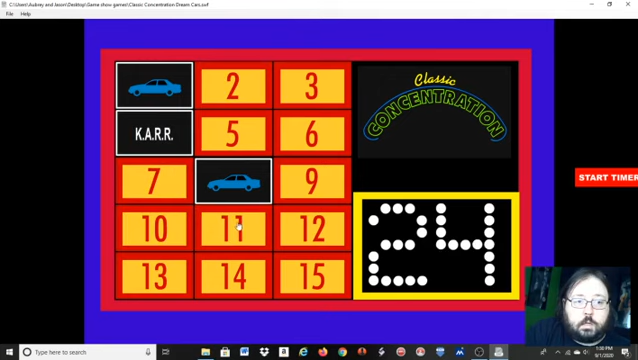 C:\Users\Aubrey and Jason\Desktop\Game show games\Classic Concentration Dream Cars.swf
File Help
2 3
K.A.R.R. 5 6
7 9
10 11 12
13 14 15
Classic
CONCENTRATION
START TIMER
24
Type here to search
1:30 PM
9/1/2020